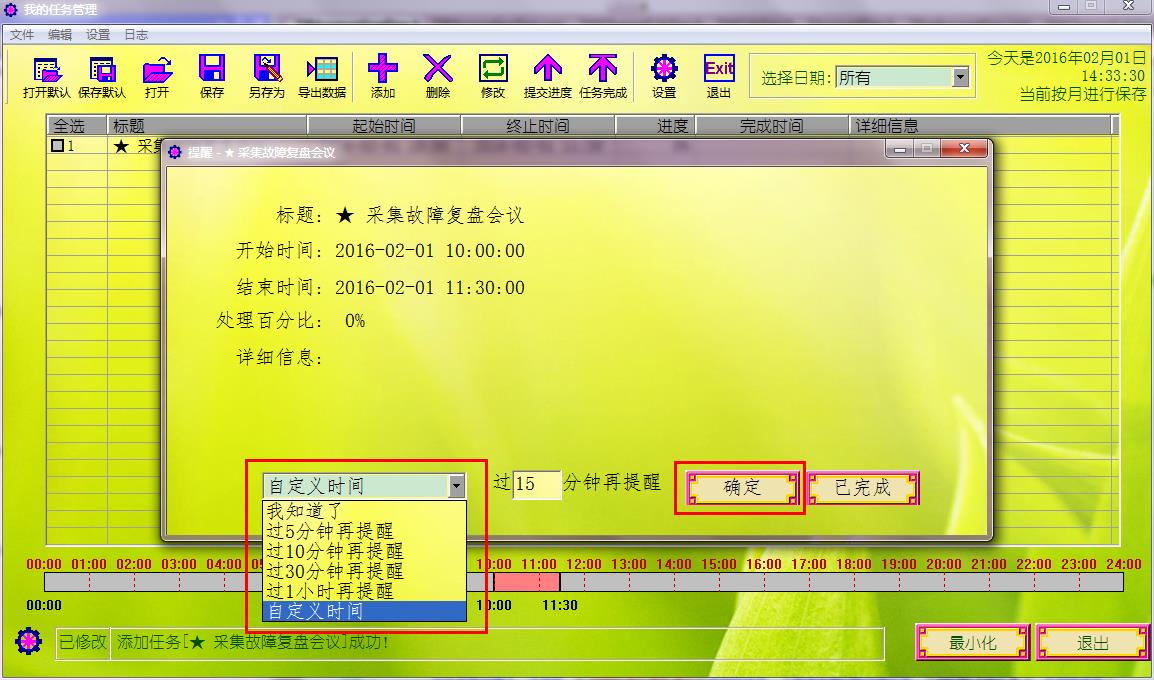 我的任务管理
文件 编辑 设置 日志
打开默认 保存默认 打开 保存 另存为 导出数据 添加 删除 修改 提交进度 任务完成 设置 Exit 退出
选择日期: 所有
今天是2016年02月01日
14:33:30
当前按月进行保存
全选 标题 起始时间 终止时间 进度 完成时间 详细信息
1 ★ 采集
提醒 - ★ 采集故障复盘会议
标题: ★ 采集故障复盘会议
开始时间: 2016-02-01 10:00:00
结束时间: 2016-02-01 11:30:00
处理百分比: 0%
详细信息:
自定义时间 过 15 分钟再提醒 确定 已完成
我知道了
过5分钟再提醒
过10分钟再提醒
过30分钟再提醒
过1小时再提醒
自定义时间
00:00 01:00 02:00 03:00 04:00 10:00 11:00 12:00 13:00 14:00 15:00 16:00 17:00 18:00 19:00 20:00 21:00 22:00 23:00 24:00
00:00 10:00 11:30
已修改 添加任务[★ 采集故障复盘会议]成功! 最小化 退出